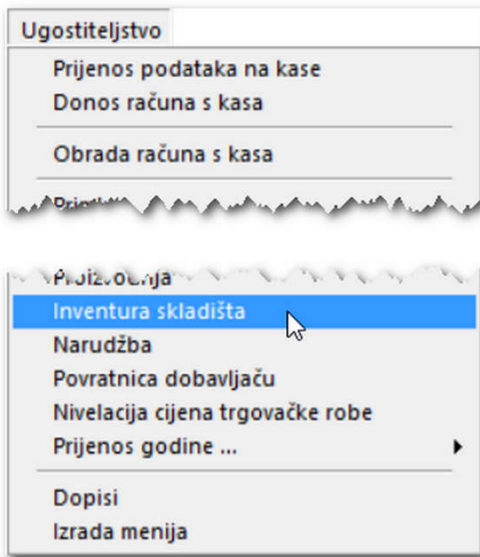 Ugostiteljstvo
Prijenos podataka na kase
Donos računa s kasa
Obrada računa s kasa
Proizvodnja
Inventura skladišta
Narudžba
Povratnica dobavljaču
Nivelacija cijena trgovačke robe
Prijenos godine ...
Dopisi
Izrada menija